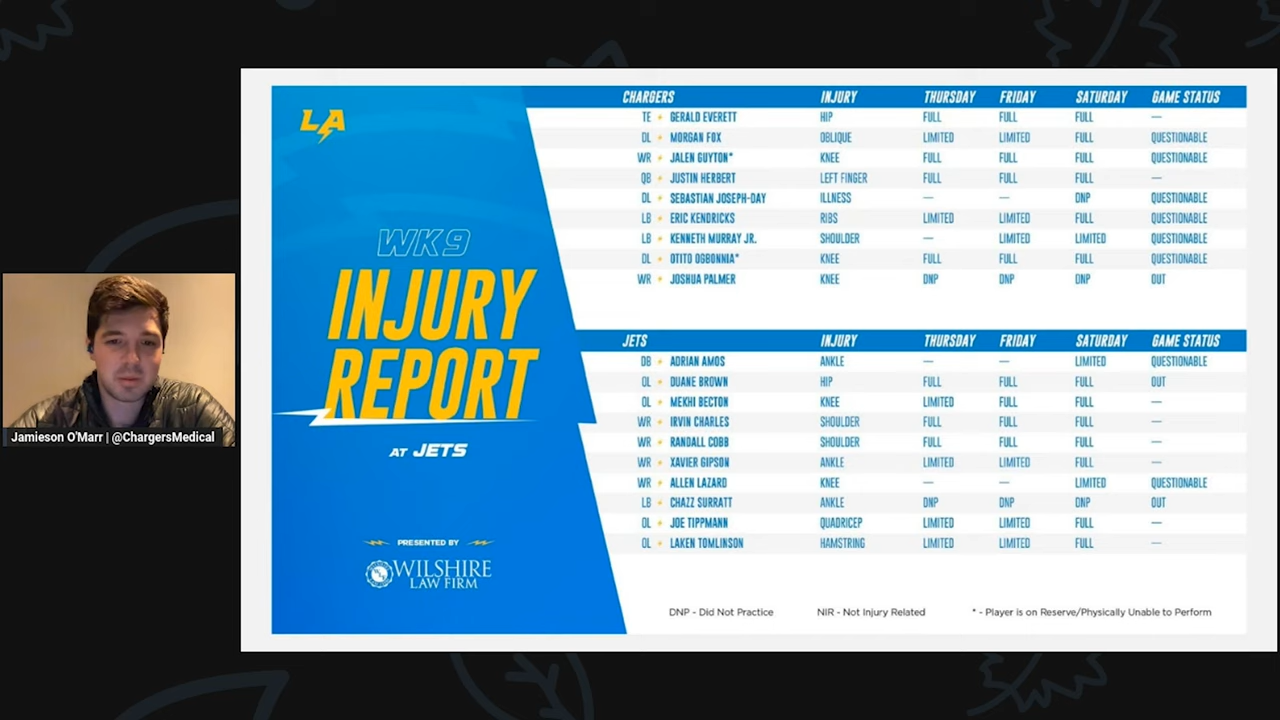 LA
WK9
INJURY
REPORT
AT JETS
PRESENTED BY
WILSHIRE
LAW FIRM
CHARGERS INJURY THURSDAY FRIDAY SATURDAY GAME STATUS
TE GERALD EVERETT HIP FULL FULL FULL —
DL MORGAN FOX OBLIQUE LIMITED LIMITED FULL QUESTIONABLE
WR JALEN GUYTON* KNEE FULL FULL FULL QUESTIONABLE
QB JUSTIN HERBERT LEFT FINGER FULL FULL FULL —
DL SEBASTIAN JOSEPH-DAY ILLNESS — — DNP QUESTIONABLE
LB ERIC KENDRICKS RIBS LIMITED LIMITED FULL QUESTIONABLE
LB KENNETH MURRAY JR. SHOULDER — LIMITED LIMITED QUESTIONABLE
DL OTITO OGBONNIA* KNEE FULL FULL FULL QUESTIONABLE
WR JOSHUA PALMER KNEE DNP DNP DNP OUT
JETS INJURY THURSDAY FRIDAY SATURDAY GAME STATUS
DB ADRIAN AMOS ANKLE — — LIMITED QUESTIONABLE
OL DUANE BROWN HIP FULL FULL FULL OUT
OL MEKHI BECTON KNEE LIMITED FULL FULL —
WR IRVIN CHARLES SHOULDER FULL FULL FULL —
WR RANDALL COBB SHOULDER FULL FULL FULL —
WR XAVIER GIPSON ANKLE LIMITED LIMITED FULL —
WR ALLEN LAZARD KNEE — — LIMITED QUESTIONABLE
LB CHAZZ SURRATT ANKLE DNP DNP DNP OUT
OL JOE TIPPMANN QUADRICEP LIMITED LIMITED FULL —
OL LAKEN TOMLINSON HAMSTRING LIMITED LIMITED FULL —
DNP - Did Not Practice NIR - Not Injury Related * - Player is on Reserve/Physically Unable to Perform
Jamieson O'Marr | @ChargersMedical